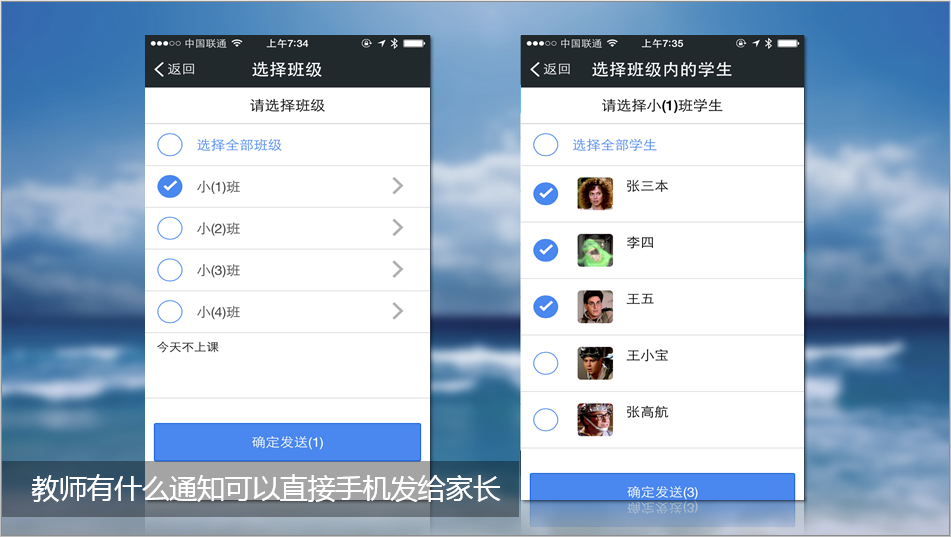 中国联通 上午7:34
返回 选择班级
请选择班级
选择全部班级
小(1)班
小(2)班
小(3)班
小(4)班
今天不上课
确定发送(1)
中国联通 上午7:35
返回 选择班级内的学生
请选择小(1)班学生
选择全部学生
张三本
李四
王五
王小宝
张高航
确定发送(3)
教师有什么通知可以直接手机发给家长